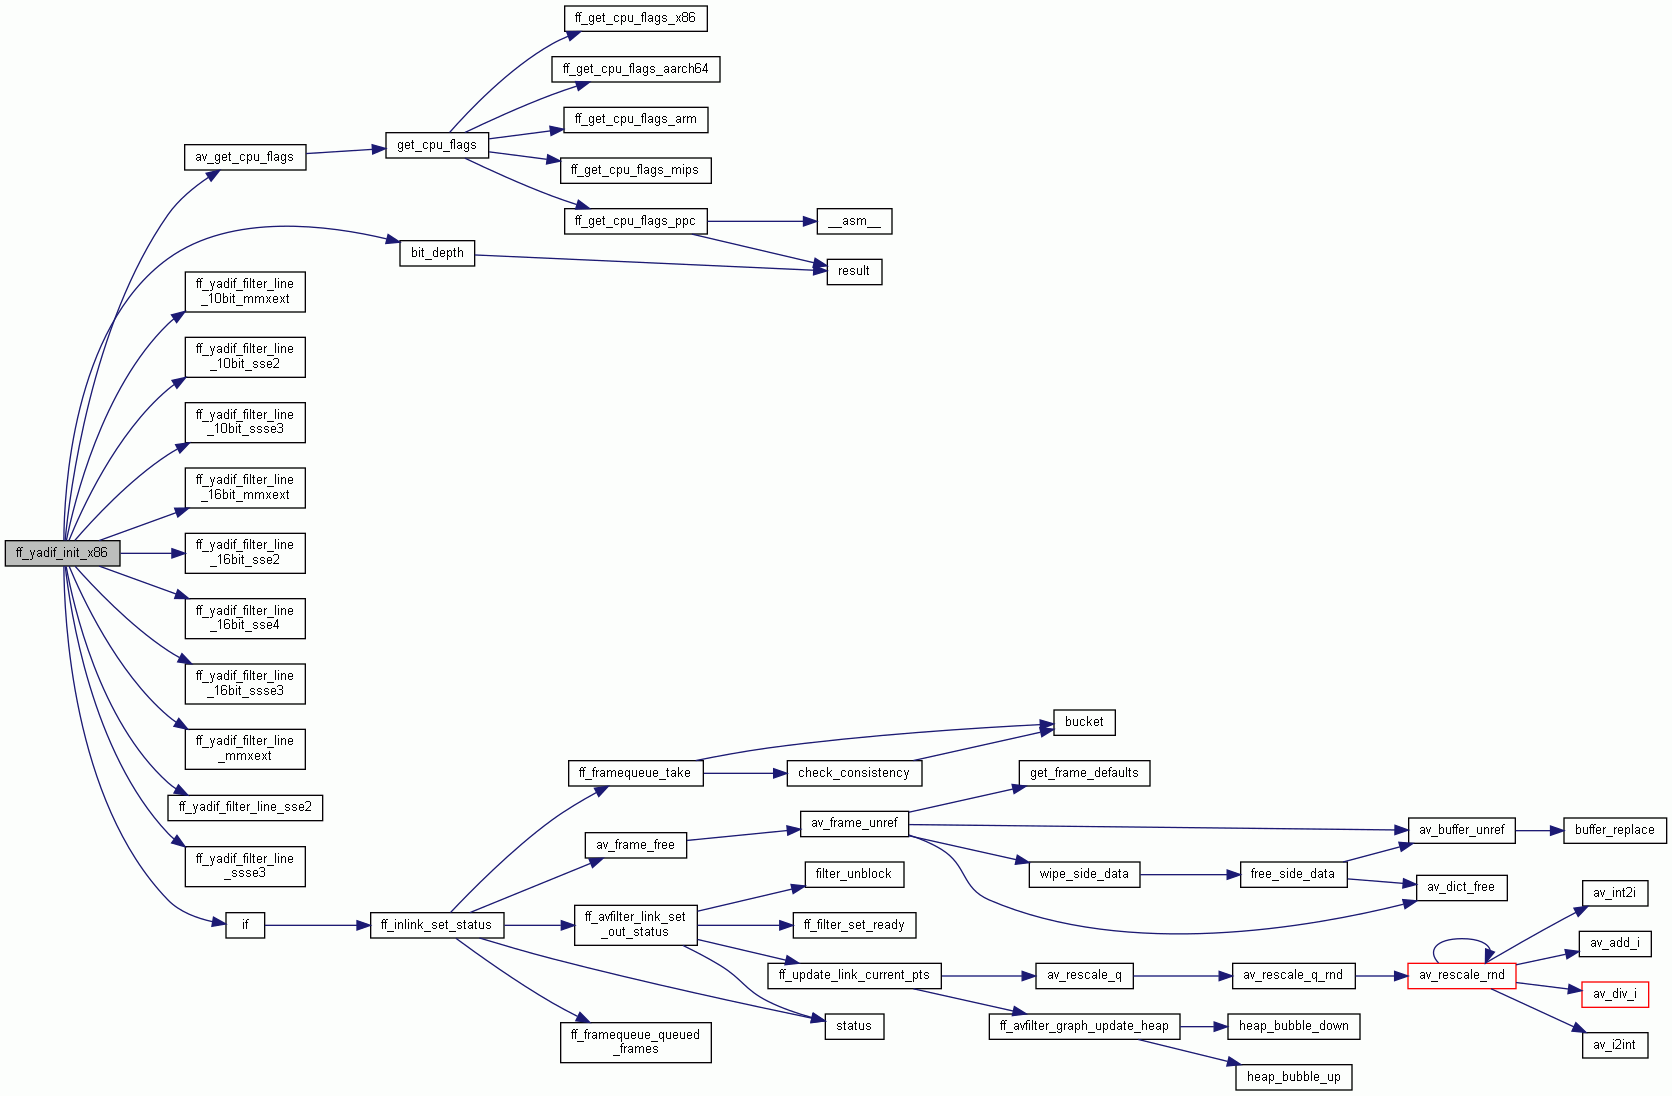 ff_get_cpu_flags_x86
ff_get_cpu_flags_aarch64
ff_get_cpu_flags_arm
get_cpu_flags
av_get_cpu_flags
ff_get_cpu_flags_mips
ff_get_cpu_flags_ppc
__asm__
bit_depth
result
ff_yadif_filter_line
_10bit_mmxext
ff_yadif_filter_line
_10bit_sse2
ff_yadif_filter_line
_10bit_ssse3
ff_yadif_filter_line
_16bit_mmxext
ff_yadif_init_x86
ff_yadif_filter_line
_16bit_sse2
ff_yadif_filter_line
_16bit_sse4
ff_yadif_filter_line
_16bit_ssse3
ff_yadif_filter_line
_mmxext
ff_yadif_filter_line_sse2
ff_yadif_filter_line
_ssse3
if
bucket
ff_framequeue_take
check_consistency
get_frame_defaults
av_frame_free
av_frame_unref
av_buffer_unref
buffer_replace
filter_unblock
wipe_side_data
free_side_data
av_dict_free
ff_inlink_set_status
ff_avfilter_link_set
_out_status
ff_filter_set_ready
ff_update_link_current_pts
av_rescale_q
av_rescale_q_rnd
av_rescale_rnd
av_int2i
av_add_i
av_div_i
av_i2int
ff_framequeue_queued
_frames
status
ff_avfilter_graph_update_heap
heap_bubble_down
heap_bubble_up